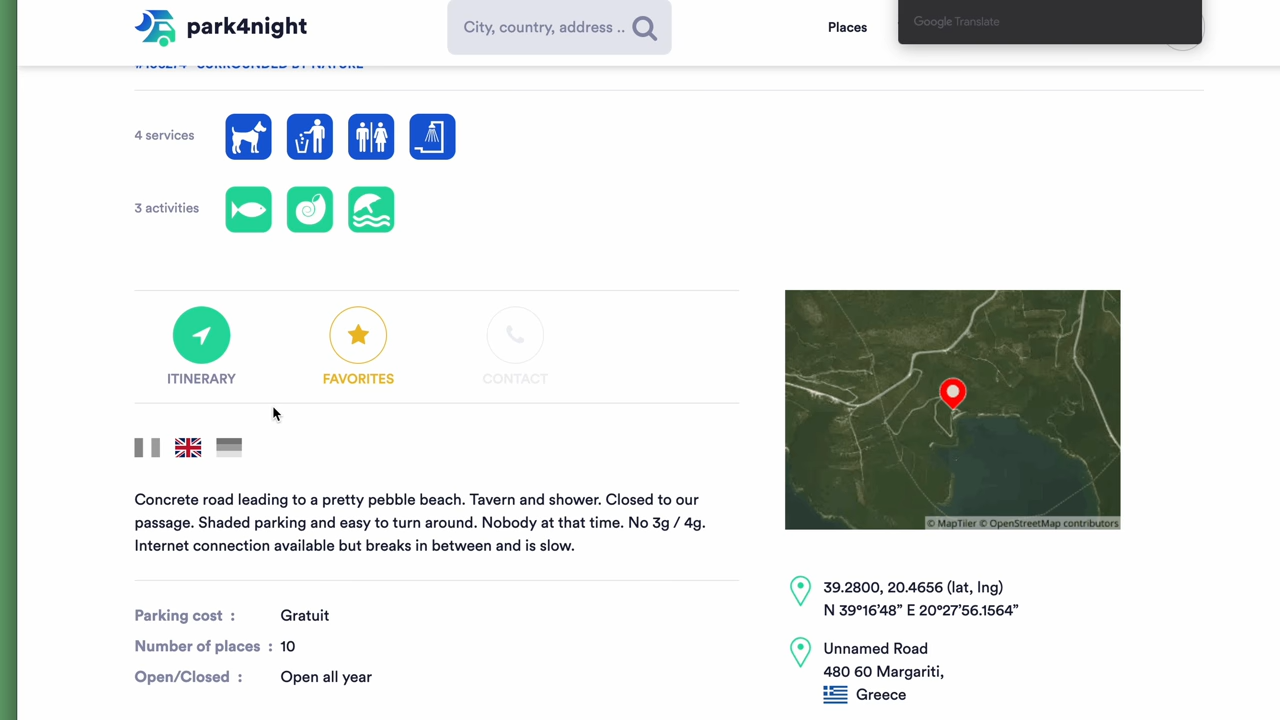 park4night
City, country, address ..
Places
Google Translate
SURROUNDED BY NATURE
4 services
3 activities
ITINERARY
FAVORITES
CONTACT
Concrete road leading to a pretty pebble beach. Tavern and shower. Closed to our
passage. Shaded parking and easy to turn around. Nobody at that time. No 3g / 4g.
Internet connection available but breaks in between and is slow.
Parking cost : Gratuit
Number of places : 10
Open/Closed : Open all year
© MapTiler © OpenStreetMap contributors
39.2800, 20.4656 (lat, lng)
N 39°16’48” E 20°27’56.1564”
Unnamed Road
480 60 Margariti,
Greece